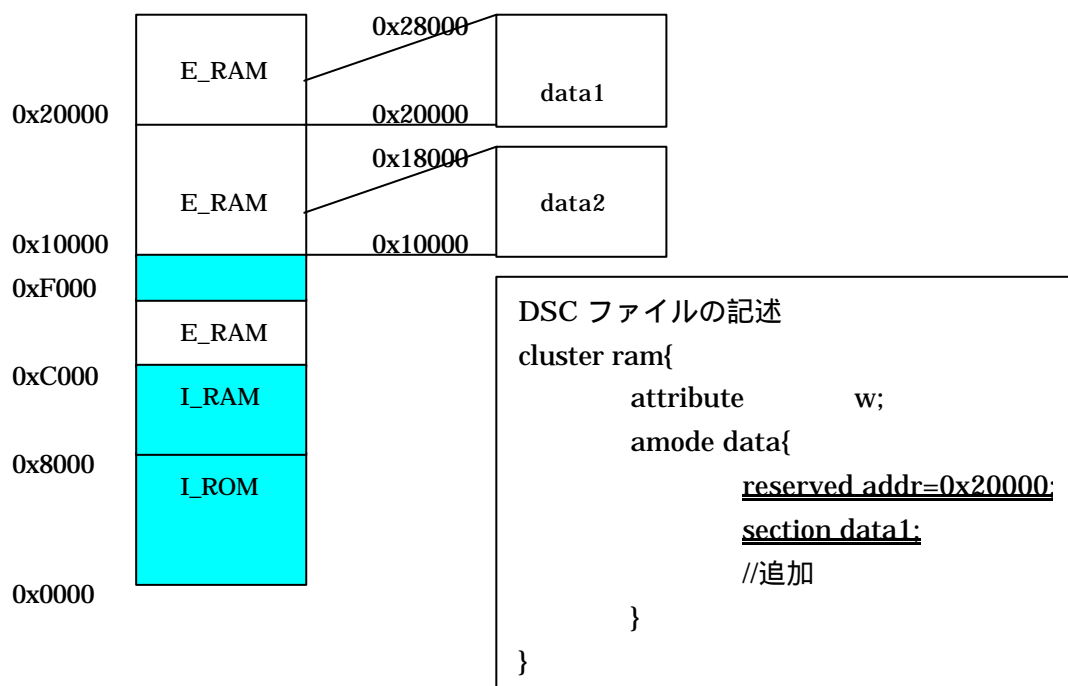 0x28000
E_RAM
data1
0x20000
0x20000
0x18000
E_RAM
data2
0x10000
0x10000
0xF000
E_RAM
0xC000
I_RAM
0x8000
I_ROM
0x0000
DSC ファイルの記述
cluster ram{
attribute w;
amode data{
reserved addr=0x20000;
section data1;
//追加
}
}